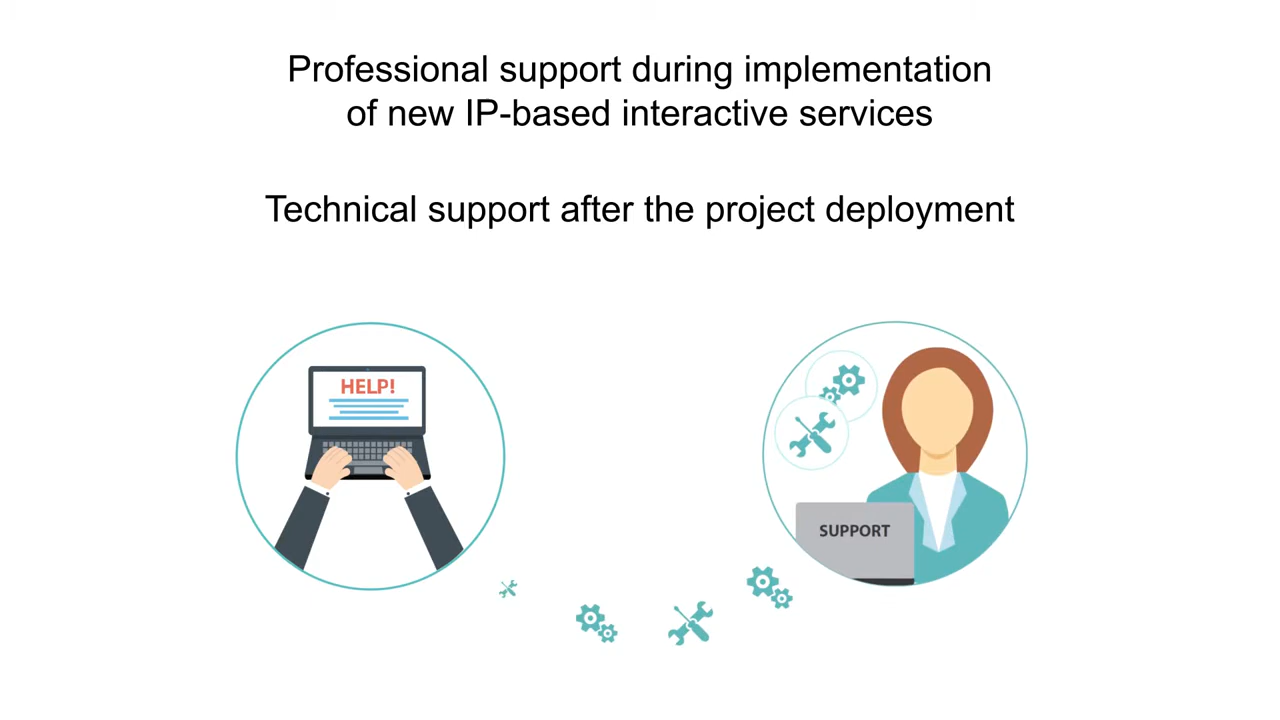 Professional support during implementation
of new IP-based interactive services
Technical support after the project deployment
HELP!
SUPPORT